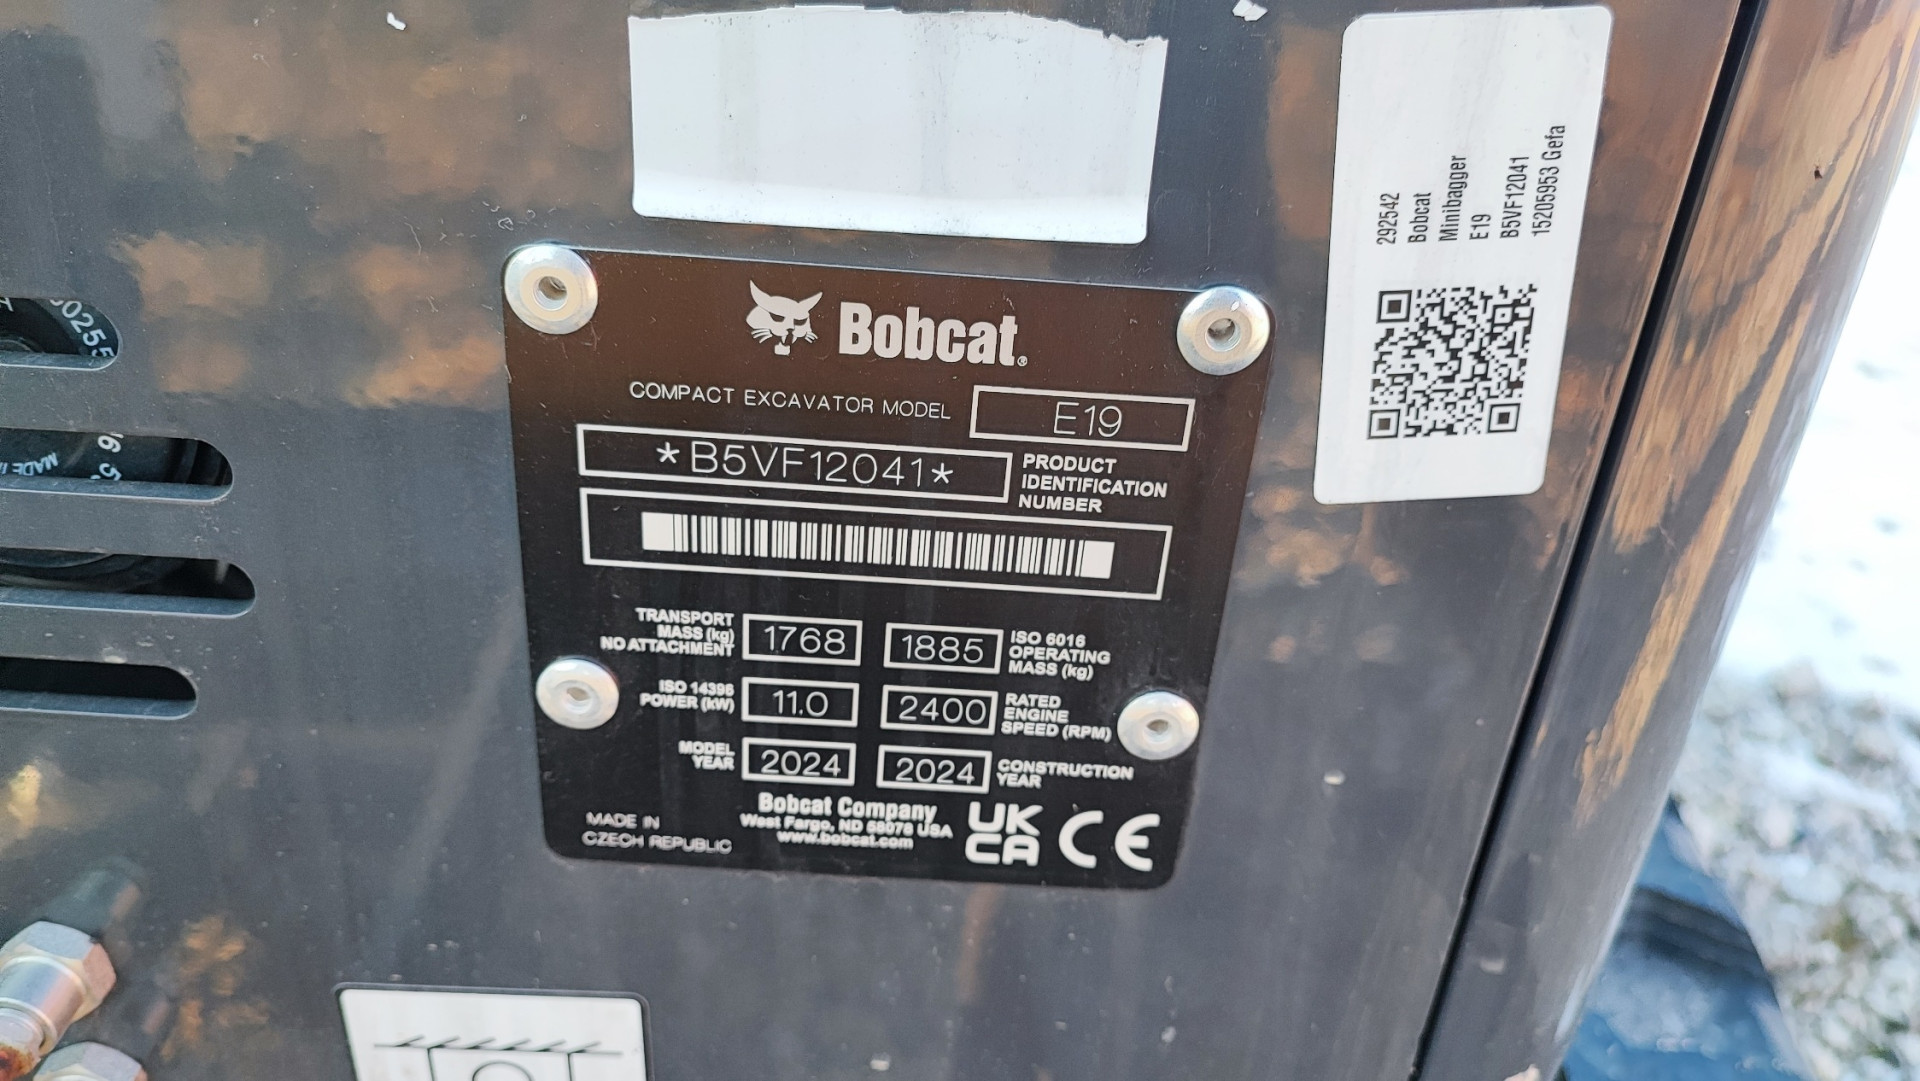 Bobcat®
COMPACT EXCAVATOR MODEL E19
*B5VF12041*
PRODUCT
IDENTIFICATION
NUMBER
TRANSPORT
MASS (kg)
NO ATTACHMENT
1768
1885
ISO 6016
OPERATING
MASS (kg)
ISO 14396
POWER (kW)
11.0
2400
RATED
ENGINE
SPEED (RPM)
MODEL
YEAR
2024
2024
CONSTRUCTION
YEAR
MADE IN
CZECH REPUBLIC
Bobcat Company
West Fargo, ND 58078 USA
www.bobcat.com
UK
CA
CE
292542
Bobcat
Minibagger
E19
B5VF12041
15205953 Gefa
MADE I